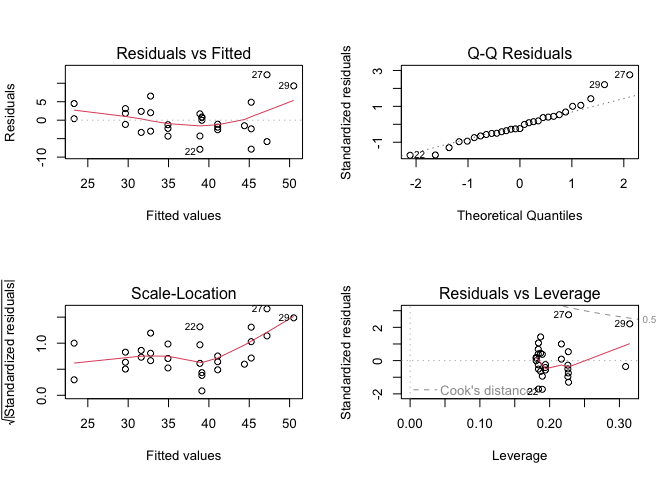 Residuals vs Fitted
Residuals
5
0
-10
25 30 35 40 45 50
Fitted values
27
29
22
Q-Q Residuals
Standardized residuals
3
1
-1
-2 -1 0 1 2
Theoretical Quantiles
27
29
22
Scale-Location
√|Standardized residuals|
1.0
0.0
25 30 35 40 45 50
Fitted values
27
29
22
Residuals vs Leverage
Standardized residuals
2
0
-2
0.00 0.10 0.20 0.30
Leverage
27
29
22
0.5
Cook's distance